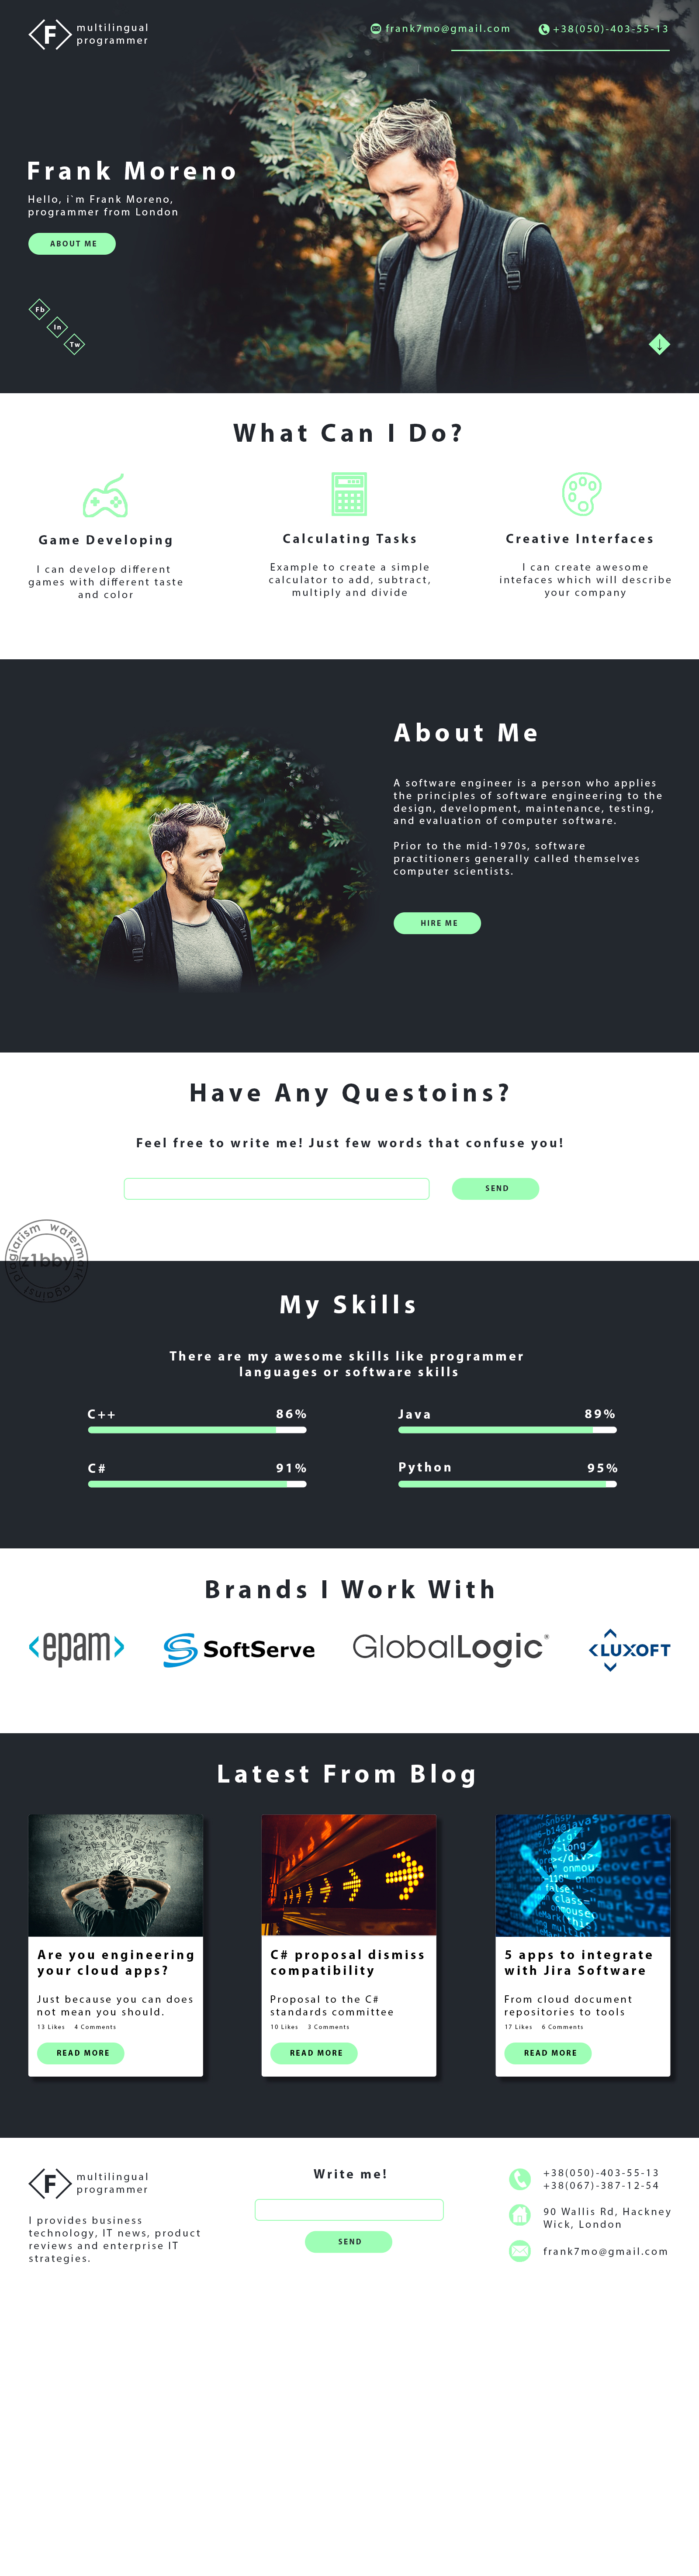 F
multilingual
programmer
frank7mo@gmail.com
+38(050)-403-55-13
Frank Moreno
Hello, i`m Frank Moreno,
programmer from London
ABOUT ME
Fb
In
Tw
What Can I Do?
Game Developing
I can develop different
games with different taste
and color
Calculating Tasks
Example to create a simple
calculator to add, subtract,
multiply and divide
Creative Interfaces
I can create awesome
intefaces which will describe
your company
About Me
A software engineer is a person who applies
the principles of software engineering to the
design, development, maintenance, testing,
and evaluation of computer software.
Prior to the mid-1970s, software
practitioners generally called themselves
computer scientists.
HIRE ME
Have Any Questoins?
Feel free to write me! Just few words that confuse you!
SEND
watermark against plagiarism
z1bby
My Skills
There are my awesome skills like programmer
languages or software skills
C++ 86%
Java 89%
C# 91%
Python 95%
Brands I Work With
<epam>
SoftServe
GlobalLogic®
LUXOFT
Latest From Blog
Are you engineering
your cloud apps?
Just because you can does
not mean you should.
13 Likes 4 Comments
READ MORE
C# proposal dismiss
compatibility
Proposal to the C#
standards committee
10 Likes 3 Comments
READ MORE
5 apps to integrate
with Jira Software
From cloud document
repositories to tools
17 Likes 6 Comments
READ MORE
F
multilingual
programmer
I provides business
technology, IT news, product
reviews and enterprise IT
strategies.
Write me!
SEND
+38(050)-403-55-13
+38(067)-387-12-54
90 Wallis Rd, Hackney
Wick, London
frank7mo@gmail.com